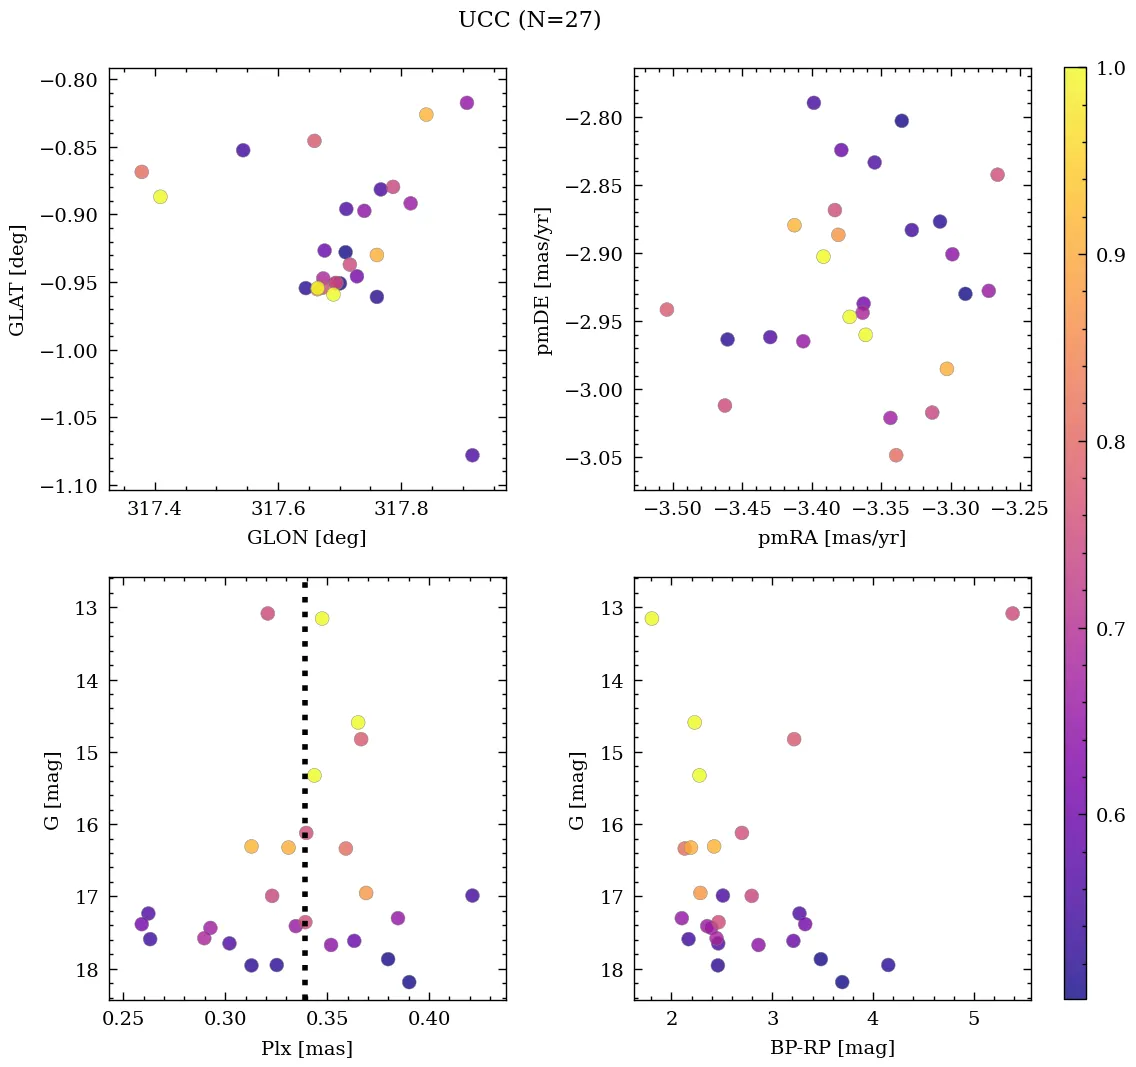 UCC (N=27)
−0.80
−0.85
−0.90
−0.95
−1.00
−1.05
−1.10
GLAT [deg]
317.4 317.6 317.8
GLON [deg]
−2.80
−2.85
−2.90
−2.95
−3.00
−3.05
pmDE [mas/yr]
−3.50 −3.45 −3.40 −3.35 −3.30 −3.25
pmRA [mas/yr]
13
14
15
16
17
18
G [mag]
0.25 0.30 0.35 0.40
Plx [mas]
13
14
15
16
17
18
G [mag]
2 3 4 5
BP-RP [mag]
1.0
0.9
0.8
0.7
0.6